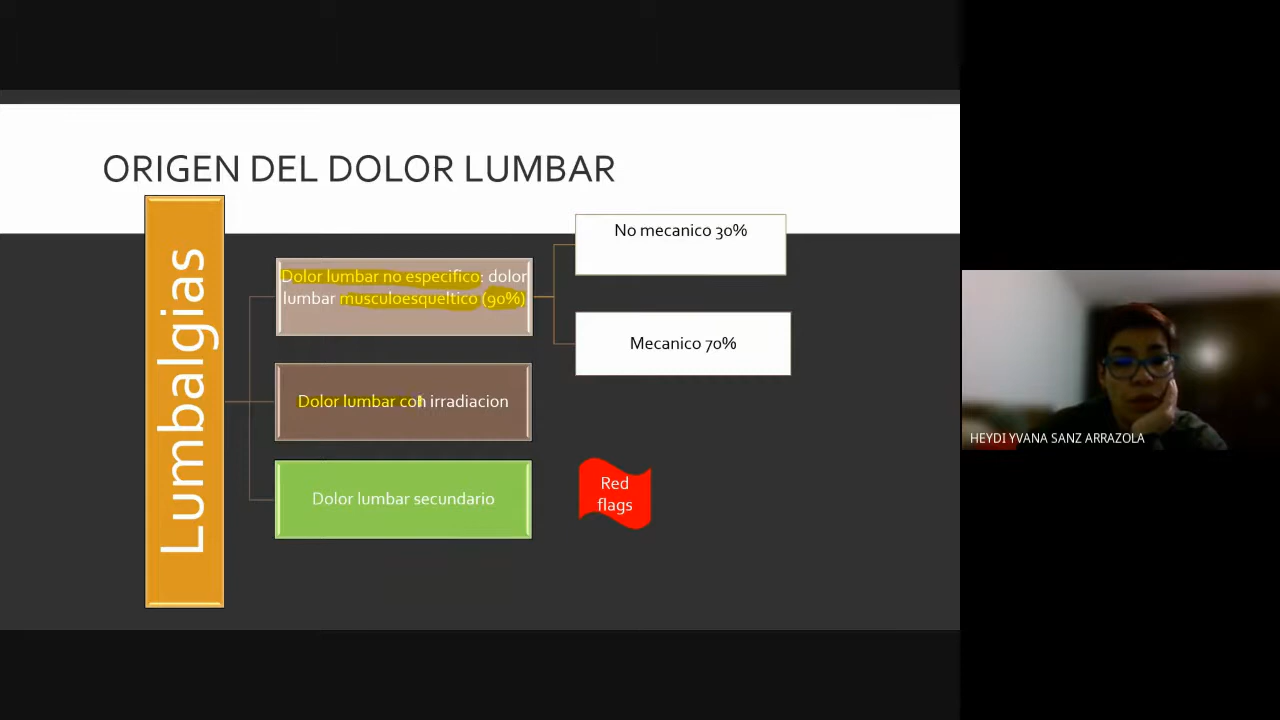 ORIGEN DEL DOLOR LUMBAR
Lumbalgias
Dolor lumbar no especifico: dolor
lumbar musculoesqueltico (90%)
No mecanico 30%
Mecanico 70%
Dolor lumbar con irradiacion
Dolor lumbar secundario
Red
flags
HEYDI YVANA SANZ ARRAZOLA